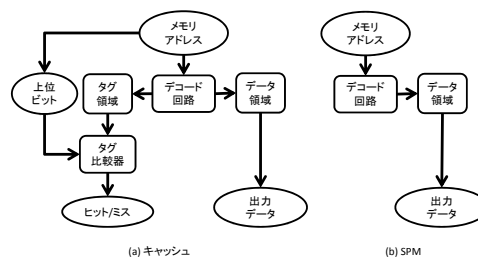 メモリ
アドレス
上位
ビット
タグ
領域
デコード
回路
データ
領域
タグ
比較器
ヒット/ミス
出力
データ
(a) キャッシュ
メモリ
アドレス
デコード
回路
データ
領域
出力
データ
(b) SPM